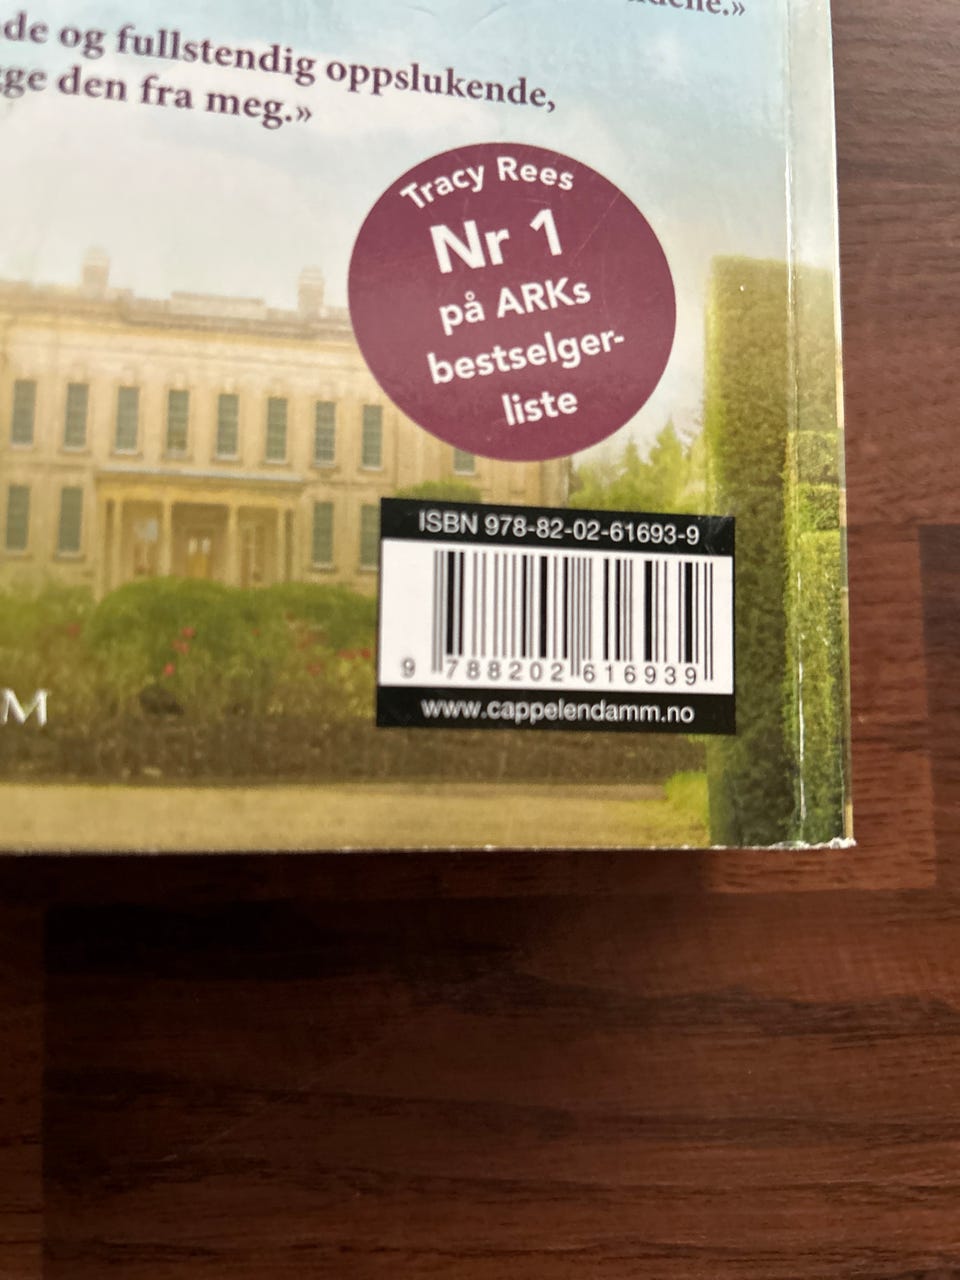 de og fullstendig oppslukende,
den fra meg.»
Tracy Rees
Nr 1
på ARKs
bestselger-
liste
ISBN 978-82-02-61693-9
9 788202 616939
www.cappelendamm.no
M